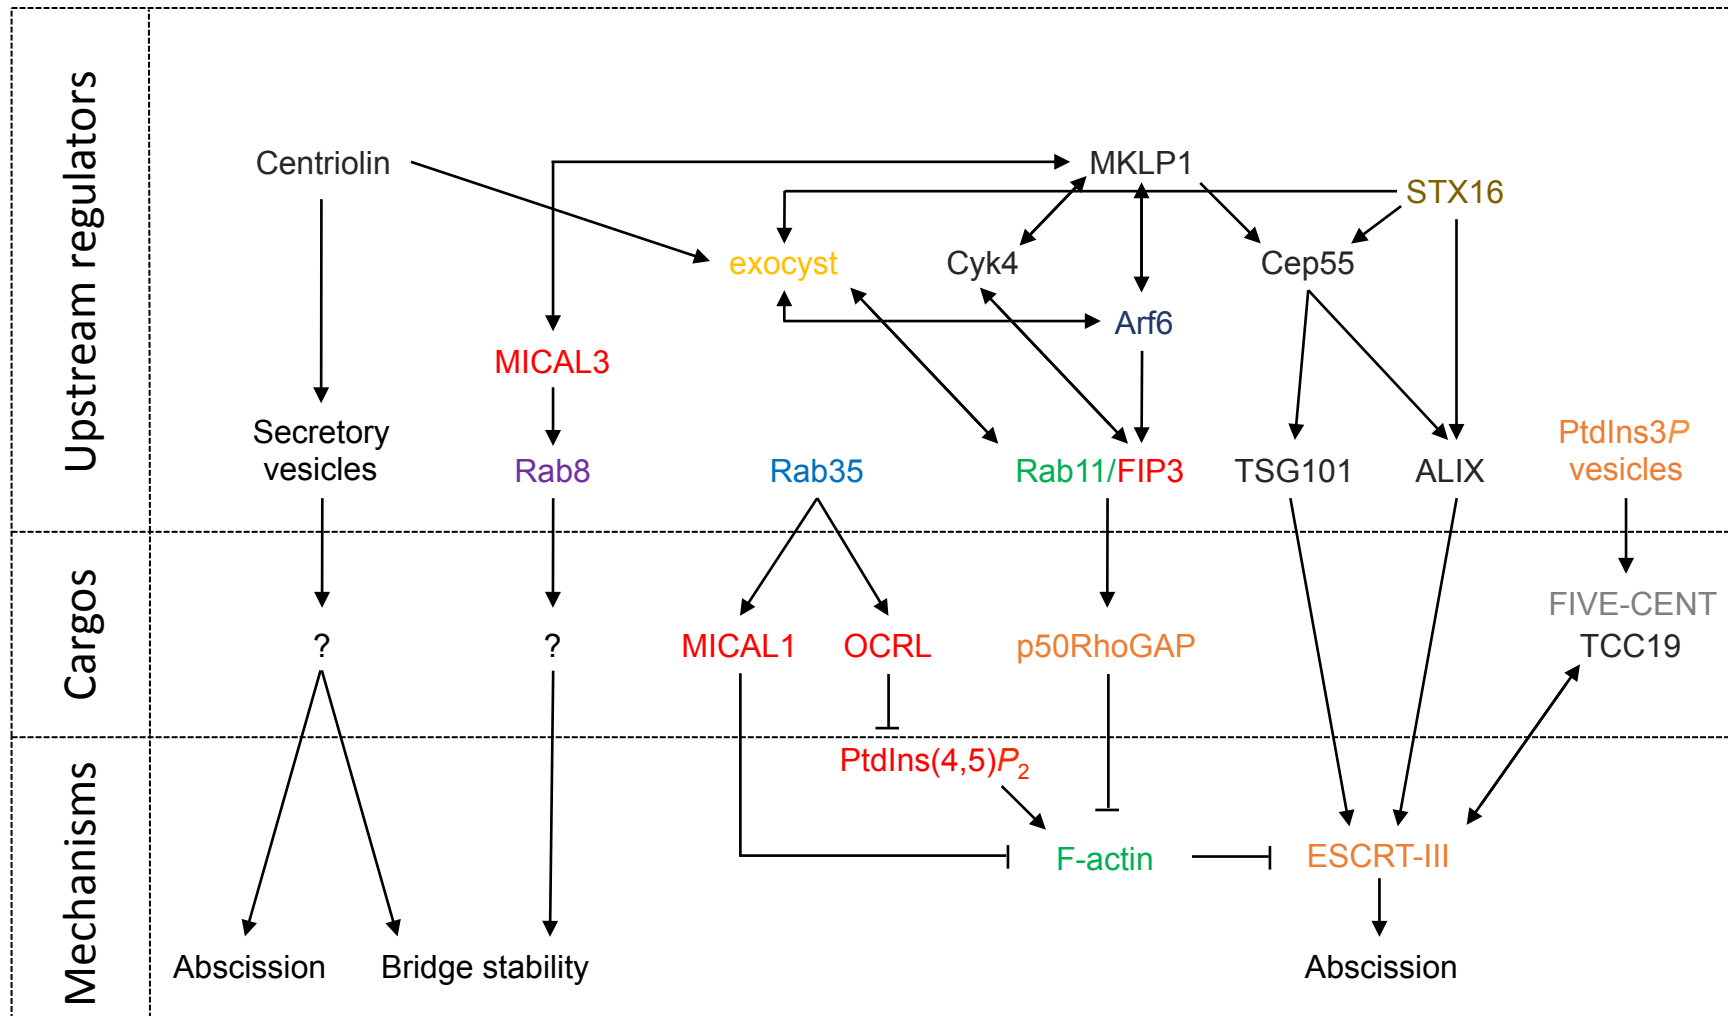 Upstream regulators
Centriolin
MKLP1
STX16
exocyst
Cyk4
Cep55
Arf6
MICAL3
Secretory
vesicles
Rab8
Rab35
Rab11/FIP3
TSG101
ALIX
PtdIns3P
vesicles
Cargos
?
?
MICAL1
OCRL
p50RhoGAP
FIVE-CENT
TCC19
Mechanisms
PtdIns(4,5)P₂
F-actin
ESCRT-III
Abscission
Bridge stability
Abscission